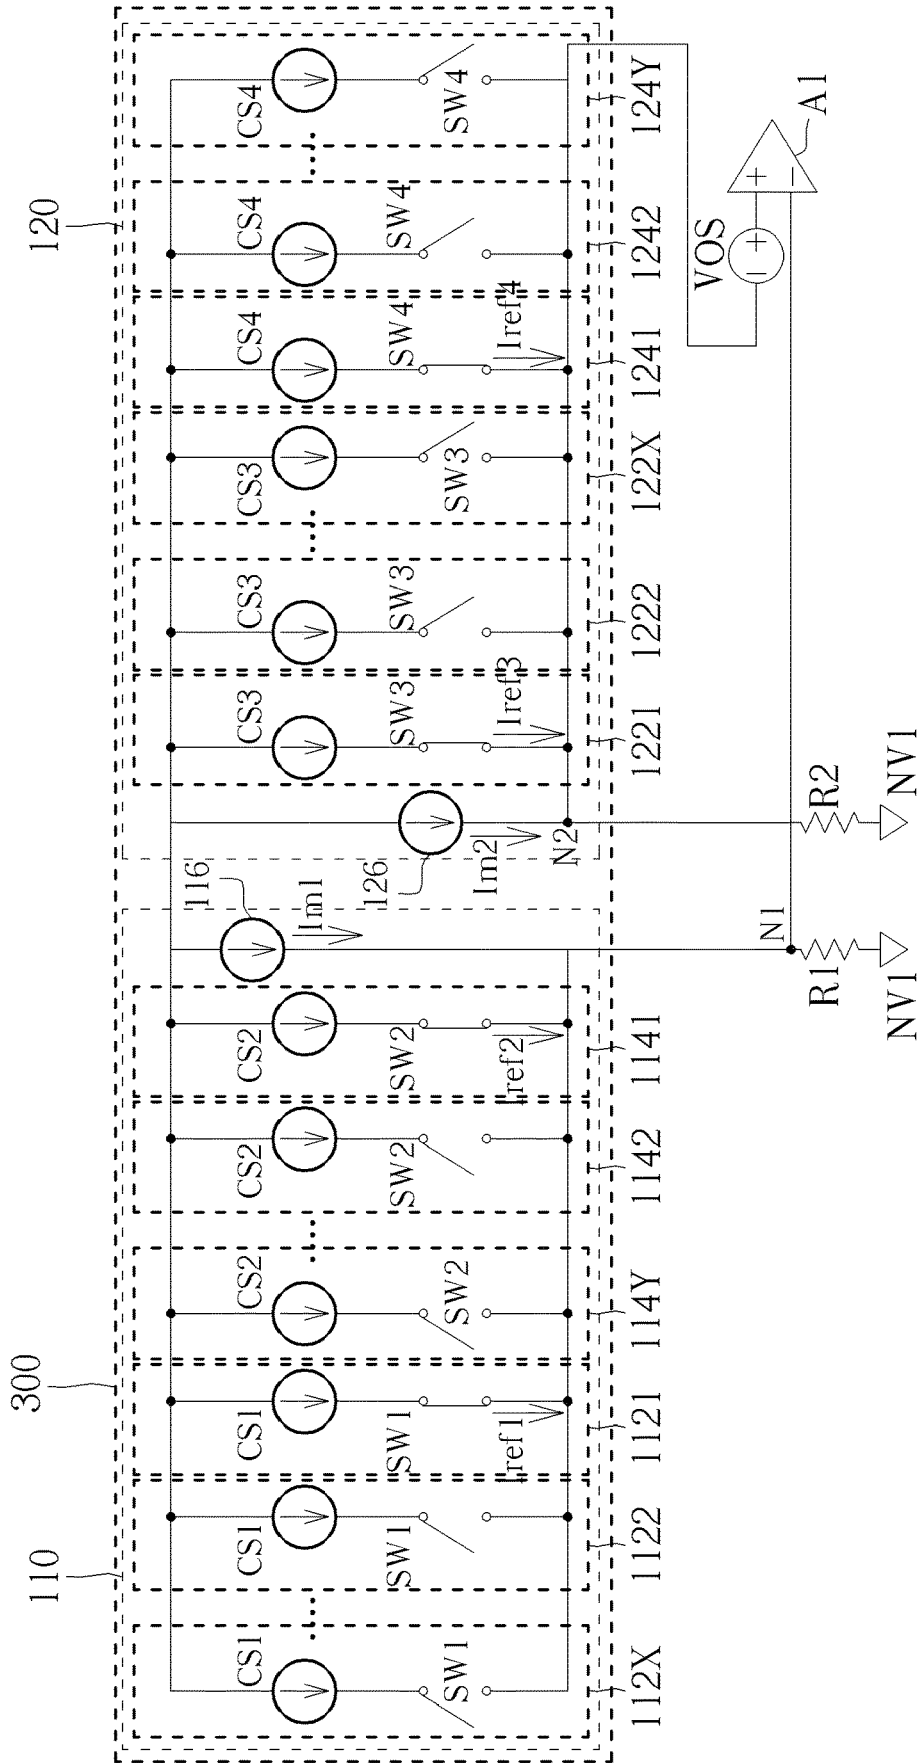 300
110
120
CS1
CS1
CS1
CS2
CS2
CS2
116
Im1
CS3
CS3
CS3
CS4
CS4
CS4
SW1
SW1
SW1
Iref1
SW2
SW2
SW2
Iref2
126
Im2
N2
SW3
Iref3
SW3
SW3
SW4
Iref4
SW4
SW4
112X
1122
1121
114Y
1142
1141
1221
1222
122X
1241
1242
124Y
N1
R1
NV1
R2
NV1
VOS
+
−
+
−
A1